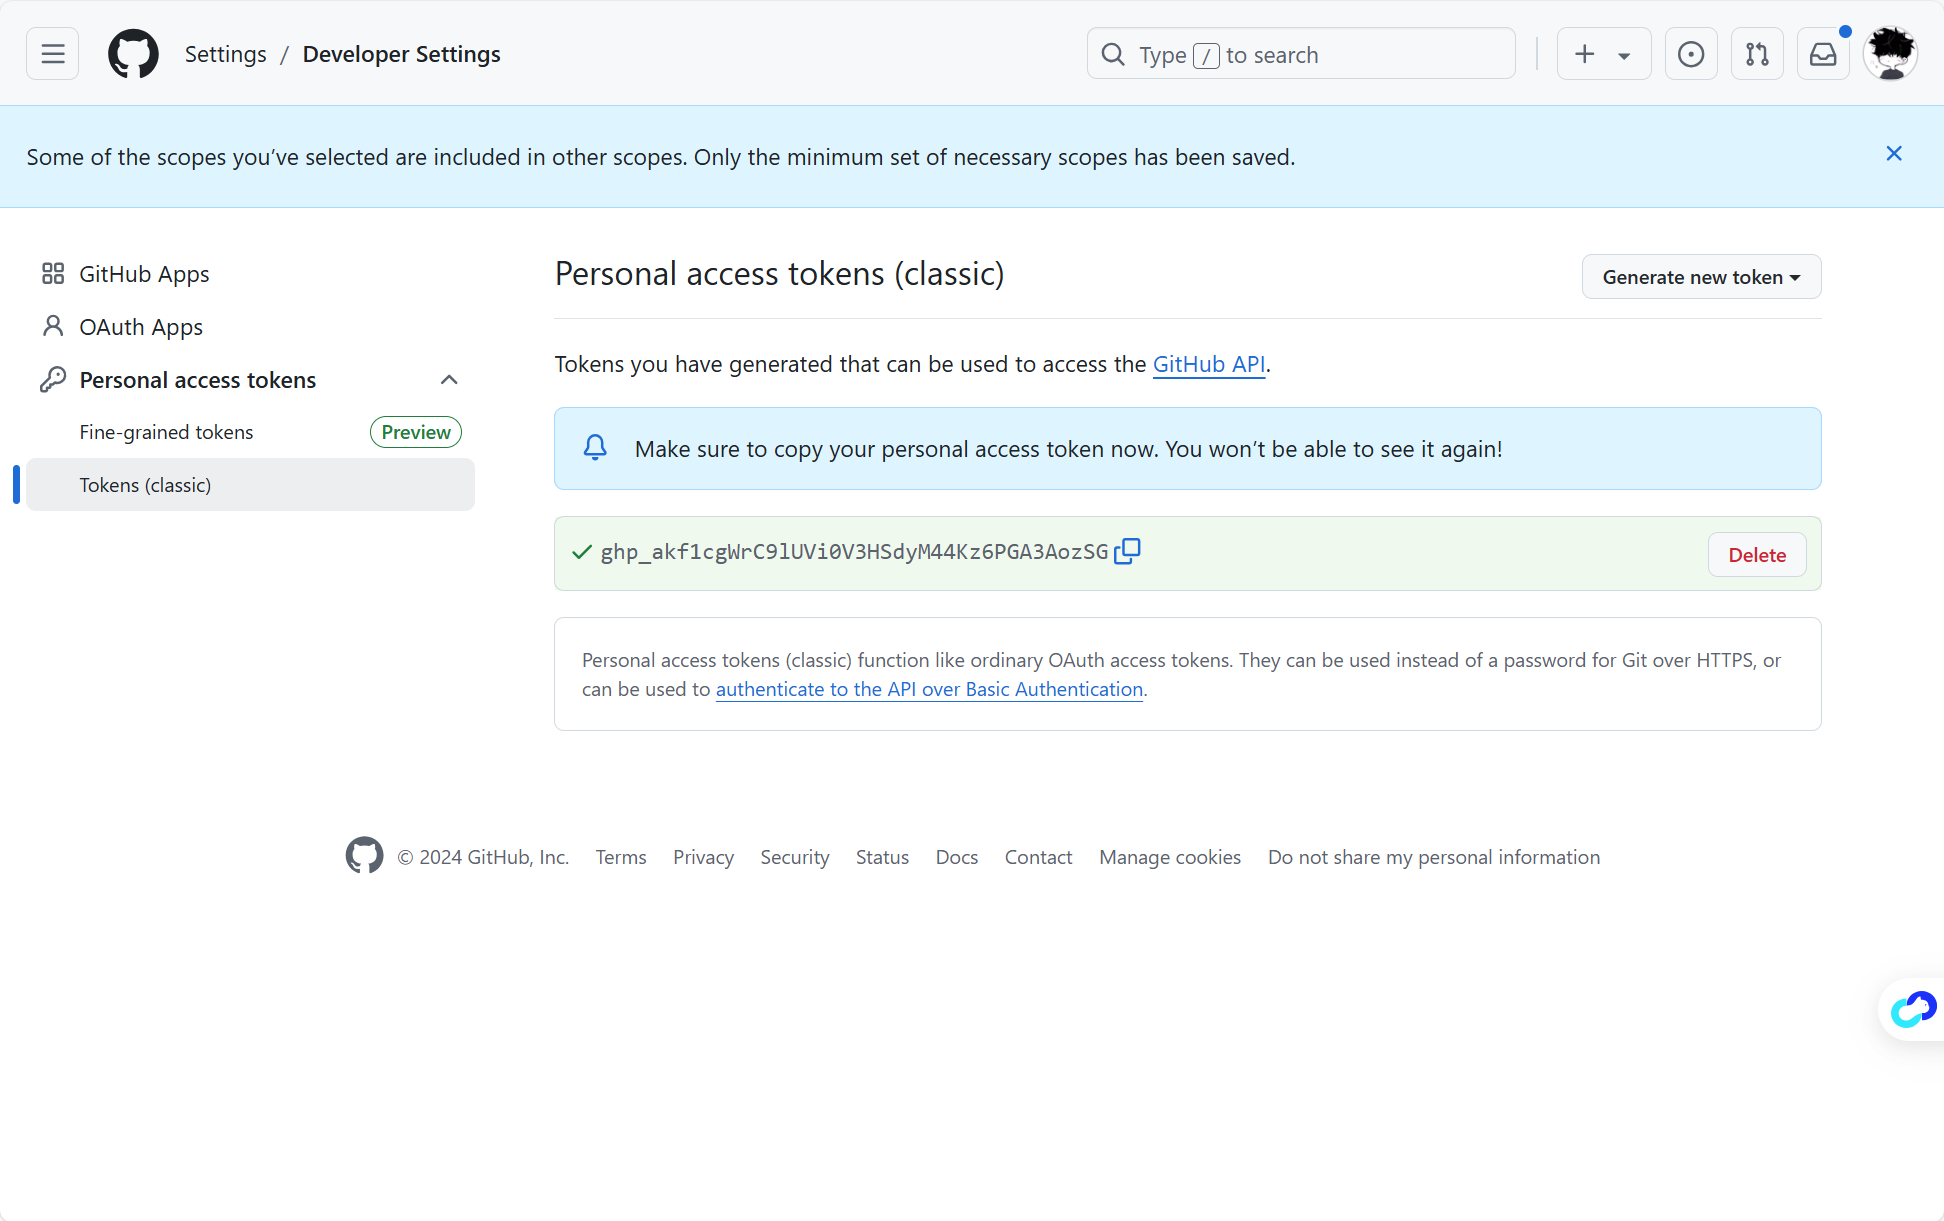 Settings / Developer Settings
Type / to search
Some of the scopes you’ve selected are included in other scopes. Only the minimum set of necessary scopes has been saved.
GitHub Apps
OAuth Apps
Personal access tokens
Fine-grained tokens Preview
Tokens (classic)
Personal access tokens (classic)
Generate new token
Tokens you have generated that can be used to access the GitHub API.
Make sure to copy your personal access token now. You won’t be able to see it again!
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
Delete
Personal access tokens (classic) function like ordinary OAuth access tokens. They can be used instead of a password for Git over HTTPS, or
can be used to authenticate to the API over Basic Authentication.
© 2024 GitHub, Inc. Terms Privacy Security Status Docs Contact Manage cookies Do not share my personal information